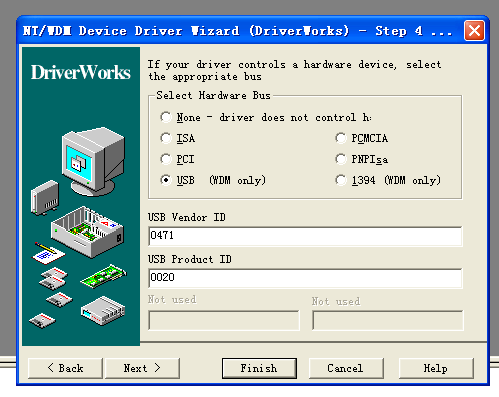 NT/WDM Device Driver Wizard (DriverWorks) - Step 4 ...
DriverWorks
If your driver controls a hardware device, select
the appropriate bus
Select Hardware Bus
None - driver does not control h:
ISA
PCMCIA
PCI
PNPIsa
USB (WDM only)
1394 (WDM only)
USB Vendor ID
0471
USB Product ID
0020
Not used
Not used
< Back
Next >
Finish
Cancel
Help